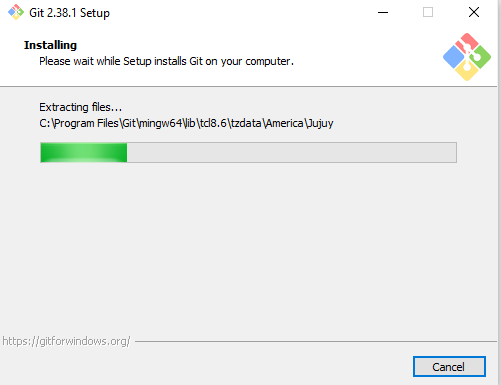 Git 2.38.1 Setup
Installing
Please wait while Setup installs Git on your computer.
Extracting files...
C:\Program Files\Git\mingw64\lib\tcl8.6\tzdata\America\Jujuy
https://gitforwindows.org/
Cancel